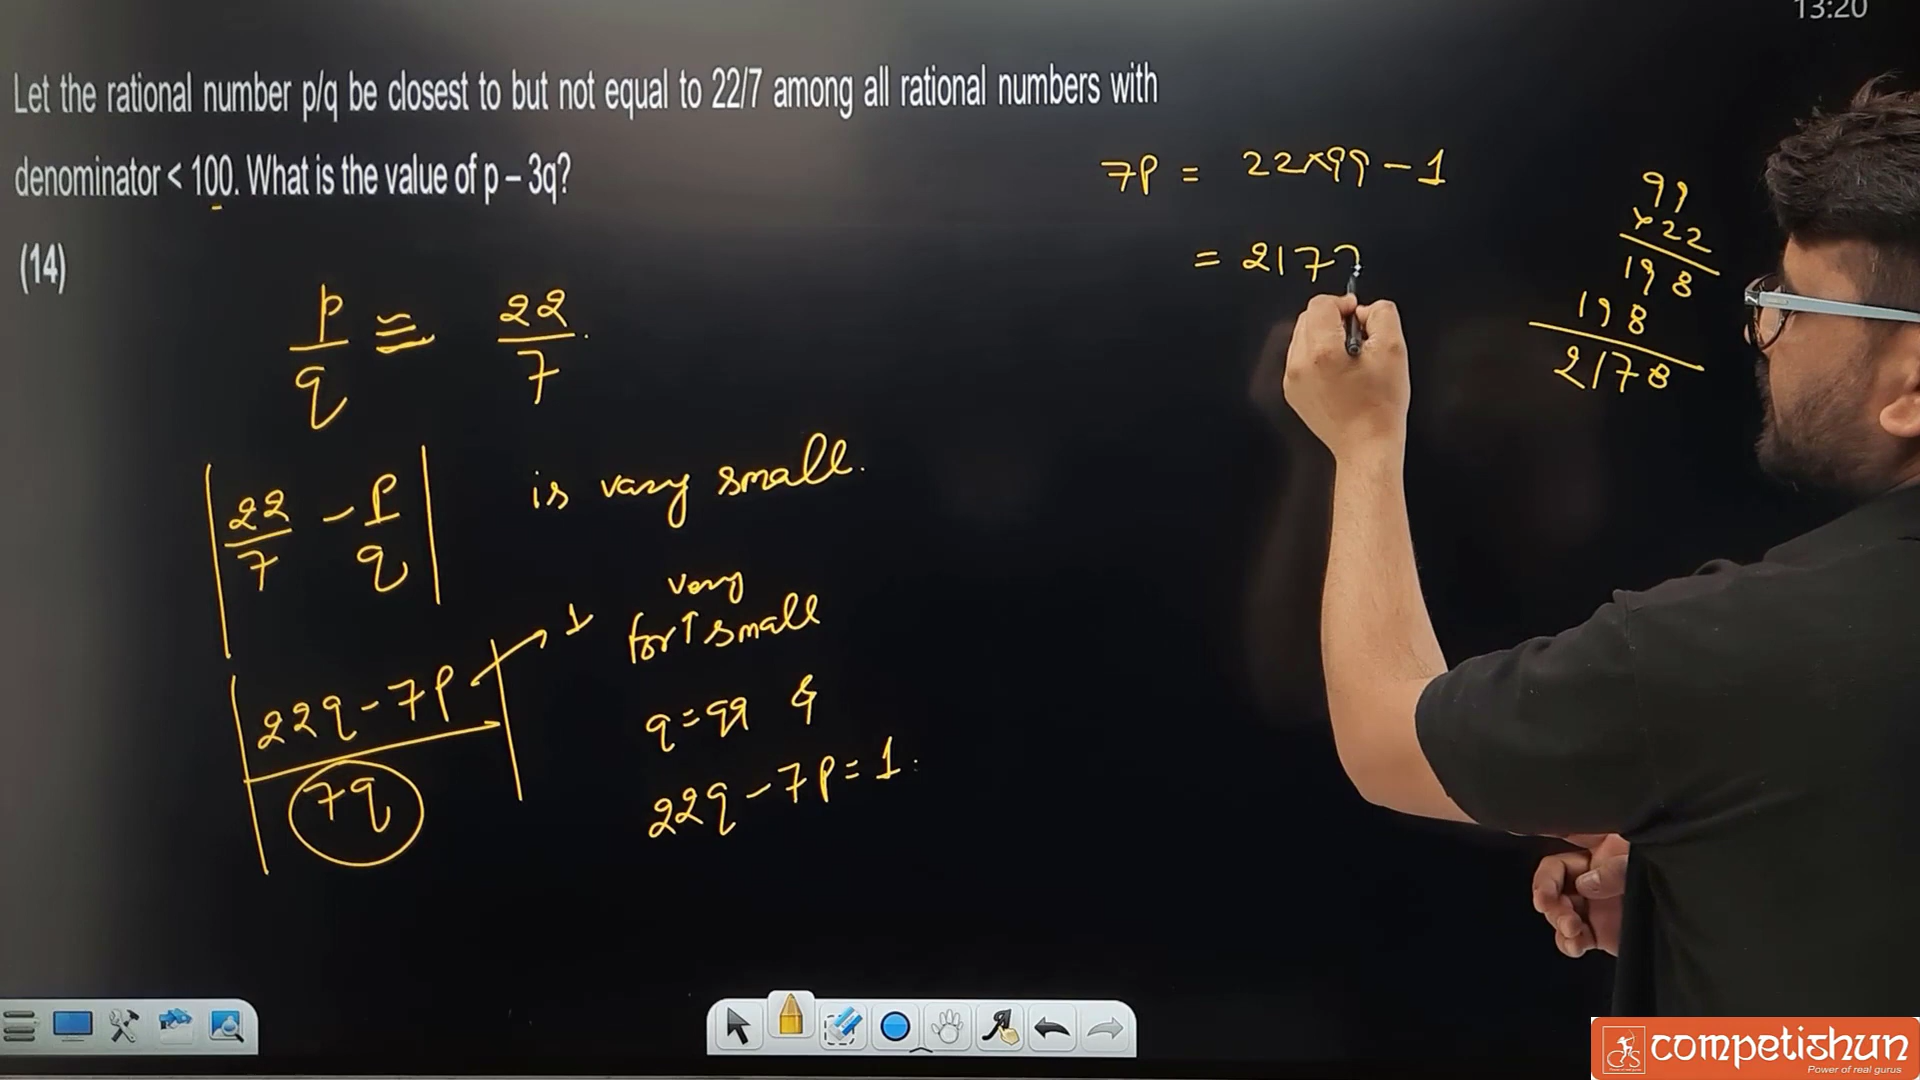 13:20
Let the rational number p/q be closest to but not equal to 22/7 among all rational numbers with
denominator < 100. What is the value of p – 3q?
(14)
p/q ≅ 22/7
|22/7 - p/q| is very small.
|22q - 7p / 7q| → 1
for ↑ small
very
q = 99 &
22q - 7p = 1
7p = 22×99 - 1
= 217
99
×22
198
198
2178
competishun
Power of real gurus